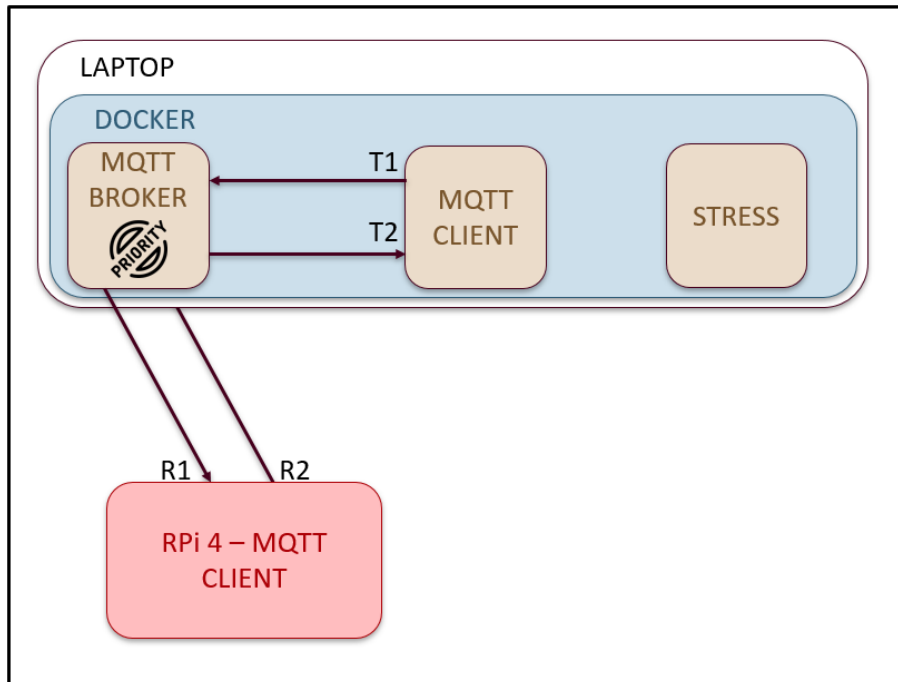 LAPTOP
DOCKER
MQTT
BROKER
PRIORITY
T1
T2
MQTT
CLIENT
STRESS
R1
R2
RPi 4 – MQTT
CLIENT